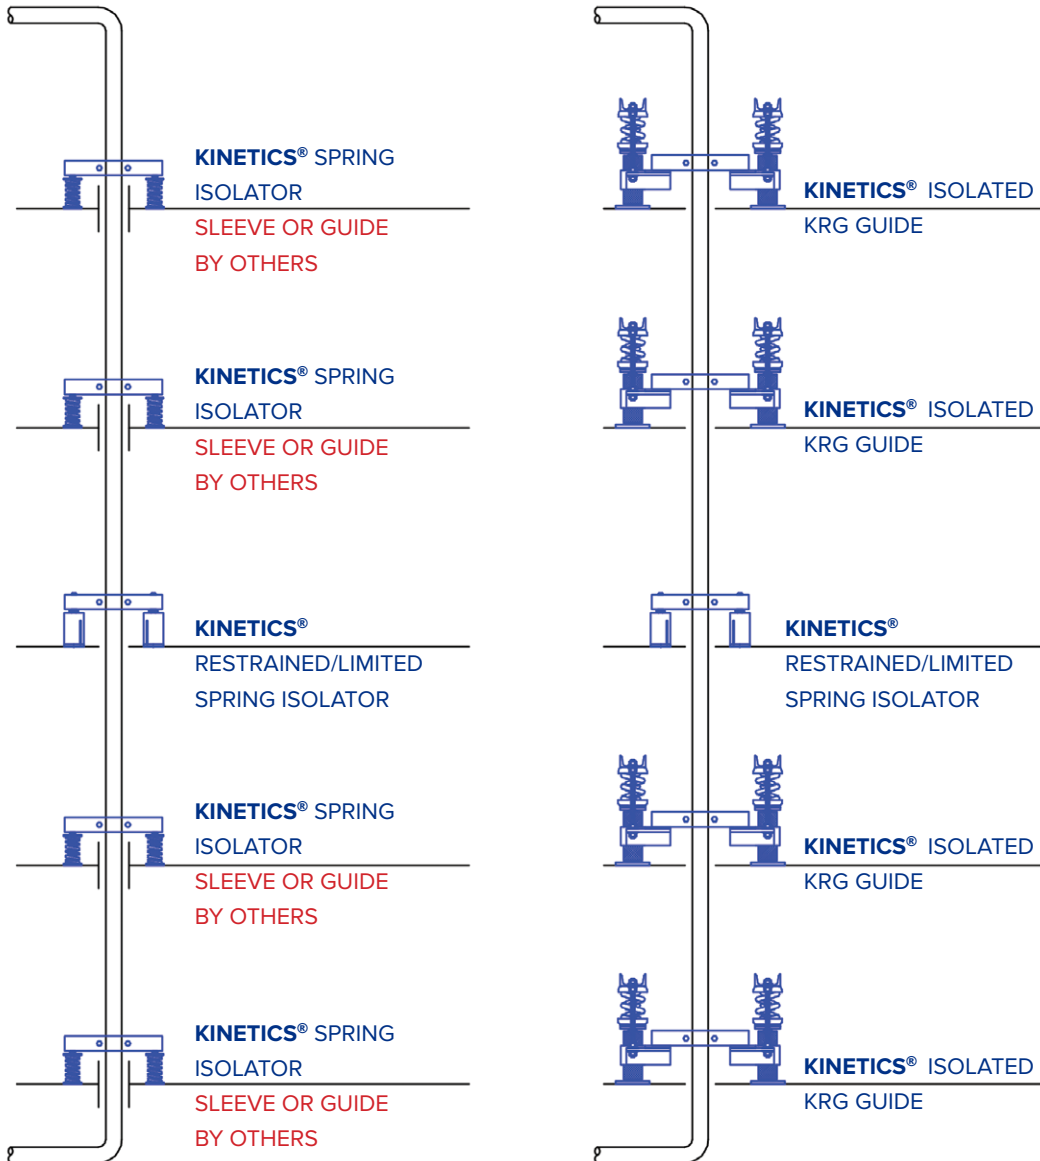 KINETICS® SPRING
ISOLATOR
SLEEVE OR GUIDE
BY OTHERS
KINETICS® SPRING
ISOLATOR
SLEEVE OR GUIDE
BY OTHERS
KINETICS®
RESTRAINED/LIMITED
SPRING ISOLATOR
KINETICS® SPRING
ISOLATOR
SLEEVE OR GUIDE
BY OTHERS
KINETICS® SPRING
ISOLATOR
SLEEVE OR GUIDE
BY OTHERS
KINETICS® ISOLATED
KRG GUIDE
KINETICS® ISOLATED
KRG GUIDE
KINETICS®
RESTRAINED/LIMITED
SPRING ISOLATOR
KINETICS® ISOLATED
KRG GUIDE
KINETICS® ISOLATED
KRG GUIDE